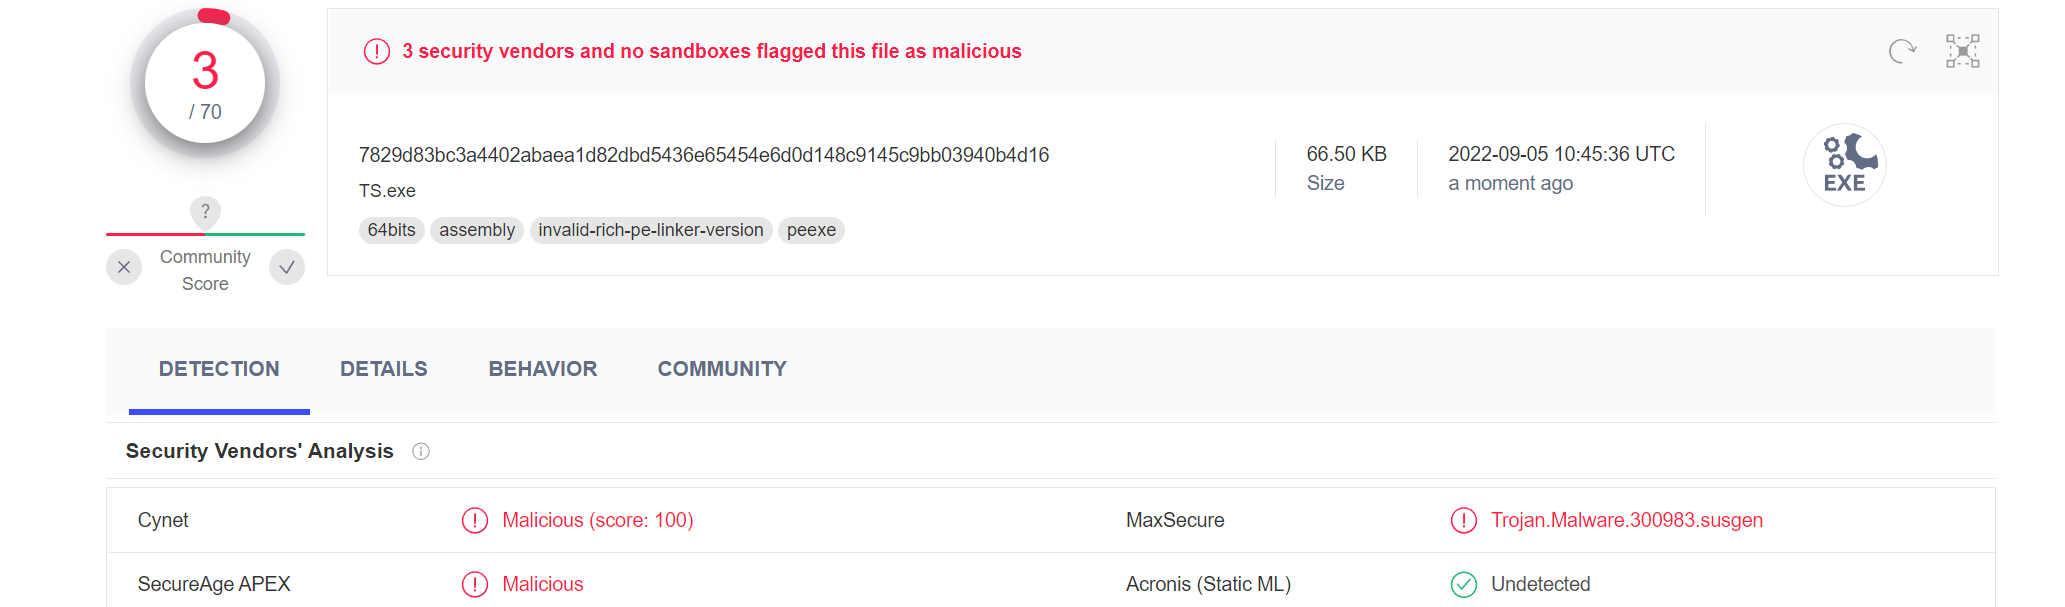 3
/ 70
?
Community
Score
3 security vendors and no sandboxes flagged this file as malicious
7829d83bc3a4402abaea1d82dbd5436e65454e6d0d148c9145c9bb03940b4d16
TS.exe
64bits assembly invalid-rich-pe-linker-version peexe
66.50 KB
Size
2022-09-05 10:45:36 UTC
a moment ago
EXE
DETECTION DETAILS BEHAVIOR COMMUNITY
Security Vendors' Analysis
Cynet Malicious (score: 100) MaxSecure Trojan.Malware.300983.susgen
SecureAge APEX Malicious Acronis (Static ML) Undetected